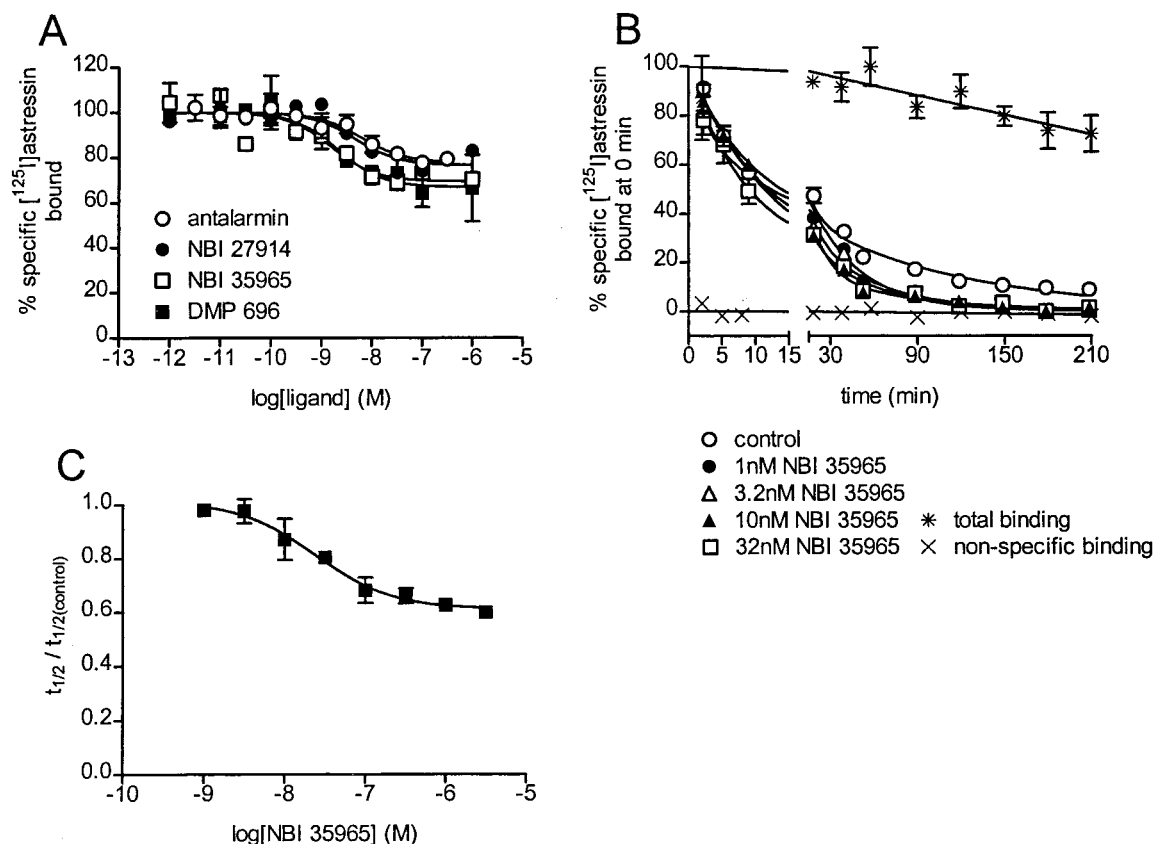 A
120
100
80
60
40
20
0
% specific [125I]astressin
bound
antalarmin
NBI 27914
NBI 35965
DMP 696
-13 -12 -11 -10 -9 -8 -7 -6 -5
log[ligand] (M)
B
100
80
60
40
20
0
% specific [125I]astressin
bound at 0 min
0 5 10 15 30 90 150 210
time (min)
control
1nM NBI 35965
3.2nM NBI 35965
10nM NBI 35965
32nM NBI 35965
total binding
non-specific binding
C
1.0
0.8
0.6
0.4
0.2
0.0
t1/2 / t1/2(control)
-10 -9 -8 -7 -6 -5
log[NBI 35965] (M)